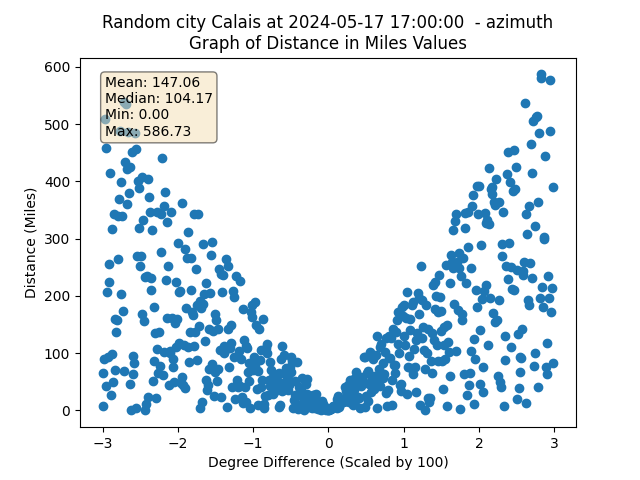 Random city Calais at 2024-05-17 17:00:00 - azimuth
Graph of Distance in Miles Values
Mean: 147.06
Median: 104.17
Min: 0.00
Max: 586.73
Distance (Miles)
600
500
400
300
200
100
0
−3 −2 −1 0 1 2 3
Degree Difference (Scaled by 100)